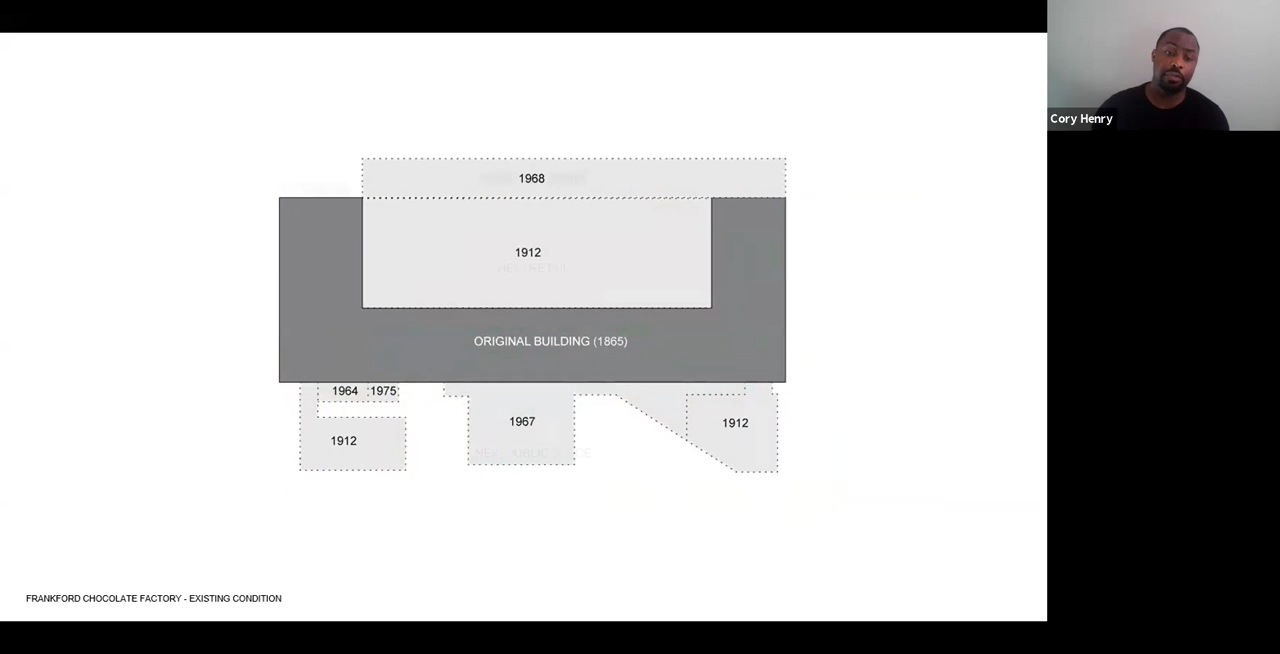 Cory Henry
1968
1912
ORIGINAL BUILDING (1865)
1964 1975
1967
1912
1912
FRANKFORD CHOCOLATE FACTORY - EXISTING CONDITION